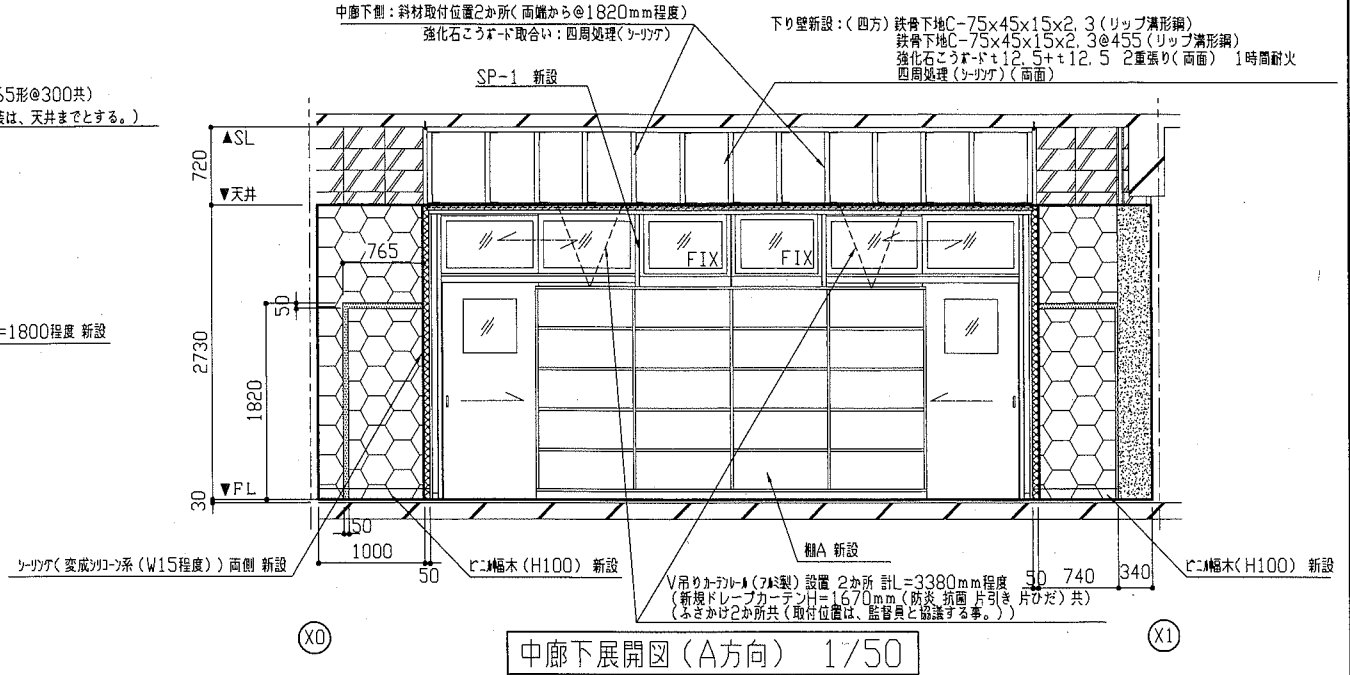 中廊下側：斜材取付位置2か所(両端から@1820mm程度)
強化石こうボード取合い：四周処理(シーリング)
下り壁新設：(四方) 鉄骨下地C-75x45x15x2.3(リップ溝形鋼)
鉄骨下地C-75x45x15x2.3@455(リップ溝形鋼)
強化石こうボードt12.5+t12.5 2重張り(両面) 1時間耐火
四周処理(シーリング)(両面)
SP-1 新設
65形@300共)
装は、天井までとする。)
▲SL
720
▼天井
765
FIX
FIX
50
=1800程度 新設
2730
1820
▼FL
30
50
1000
50
50
740
340
シーリング(変成シリコーン系(W15程度))両側 新設
ビニル幅木(H100) 新設
棚A 新設
V吊りカーテンレール(アルミ製)設置 2か所 計L=3380mm程度
(新規ドレープカーテンH=1670mm(防炎 抗菌 片引き 片ひだ)共)
(ふさかけ2か所共(取付位置は、監督員と協議する事。))
ビニル幅木(H100) 新設
X0
X1
中廊下展開図(A方向) 1/50